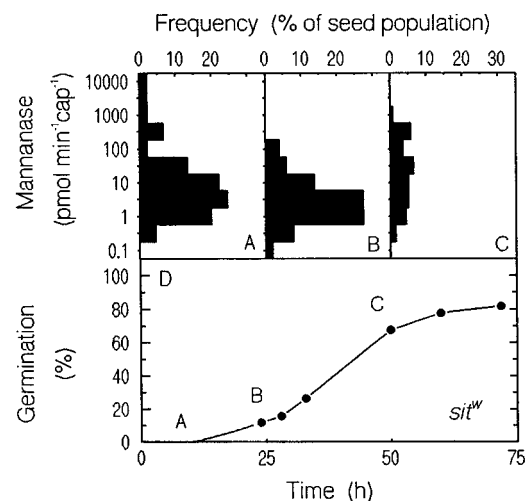 Frequency (% of seed population)
0 10 20 0 10 20 0 10 20 30
Mannanase
(pmol min⁻¹cap⁻¹)
10000
1000
100
10
1
0.1
A B C
D
Germination
(%)
100
80
60
40
20
0
A
B
C
sitʷ
0 25 50 75
Time (h)